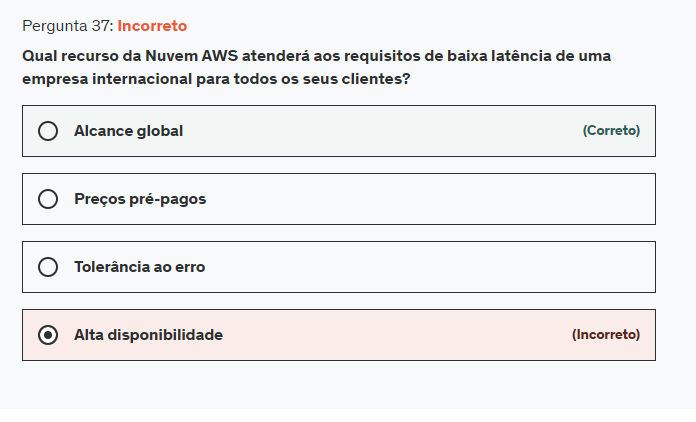 Pergunta 37: Incorreto
Qual recurso da Nuvem AWS atenderá aos requisitos de baixa latência de uma
empresa internacional para todos os seus clientes?
Alcance global (Correto)
Preços pré-pagos
Tolerância ao erro
Alta disponibilidade (Incorreto)